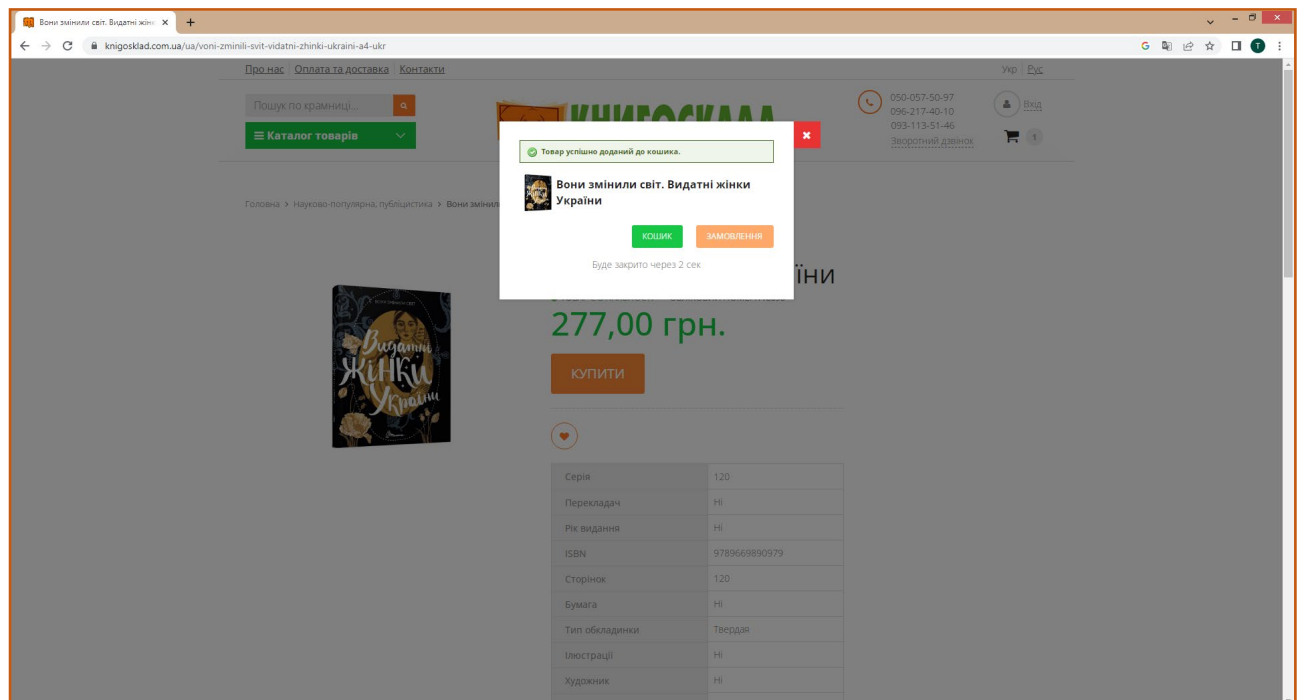 Вони змінили світ. Видатні жінк
knigosklad.com.ua/ua/voni-zminili-svit-vidatni-zhinki-ukraini-a4-ukr
Про нас Оплата та доставка Контакти
Укр Рус
Пошук по крамниці...
Каталог товарів
050-057-50-97
096-217-40-10
093-113-51-46
Зворотний дзвінок
Вхід
1
Товар успішно доданий до кошика.
Вони змінили світ. Видатні жінки
України
КОШИК ЗАМОВЛЕННЯ
Буде закрито через 2 сек
Головна > Науково-популярна, публіцистика > Вони змінил
їни
277,00 грн.
КУПИТИ
Видатні
Жінки
України
Серія 120
Перекладач Ні
Рік видання Ні
ISBN 9789669890979
Сторінок 120
Бумага Ні
Тип обкладинки Твердая
Ілюстрації Ні
Художник Ні